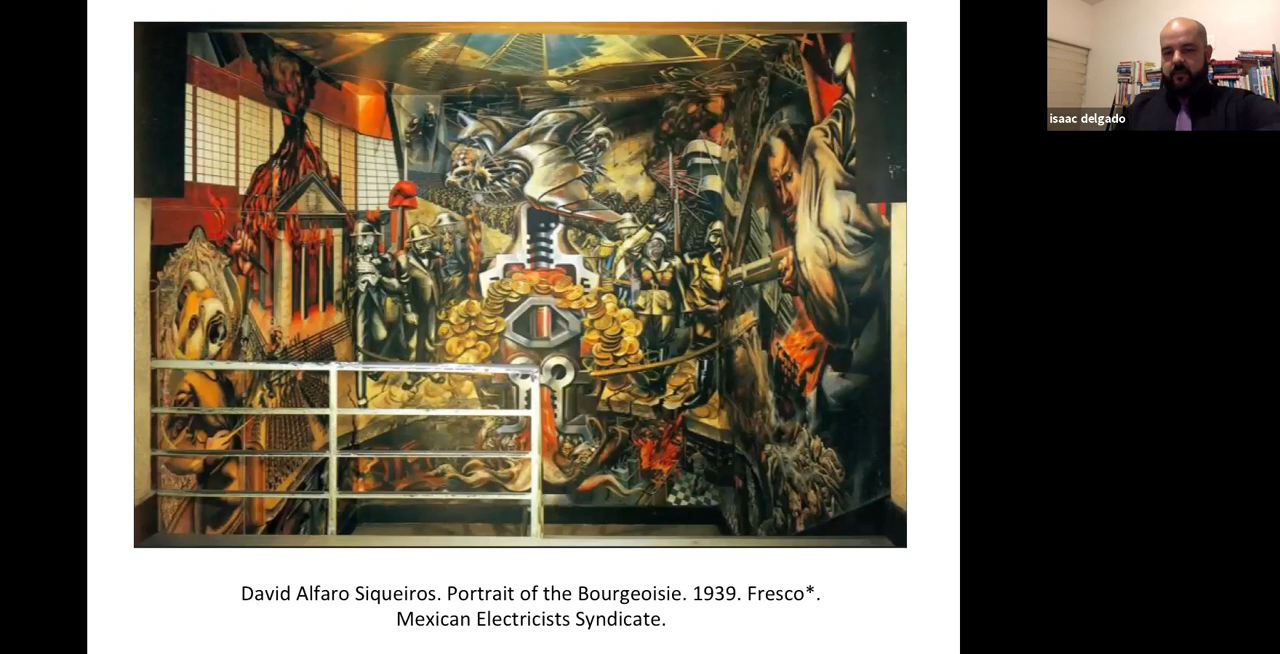 isaac delgado
David Alfaro Siqueiros. Portrait of the Bourgeoisie. 1939. Fresco*.
Mexican Electricists Syndicate.